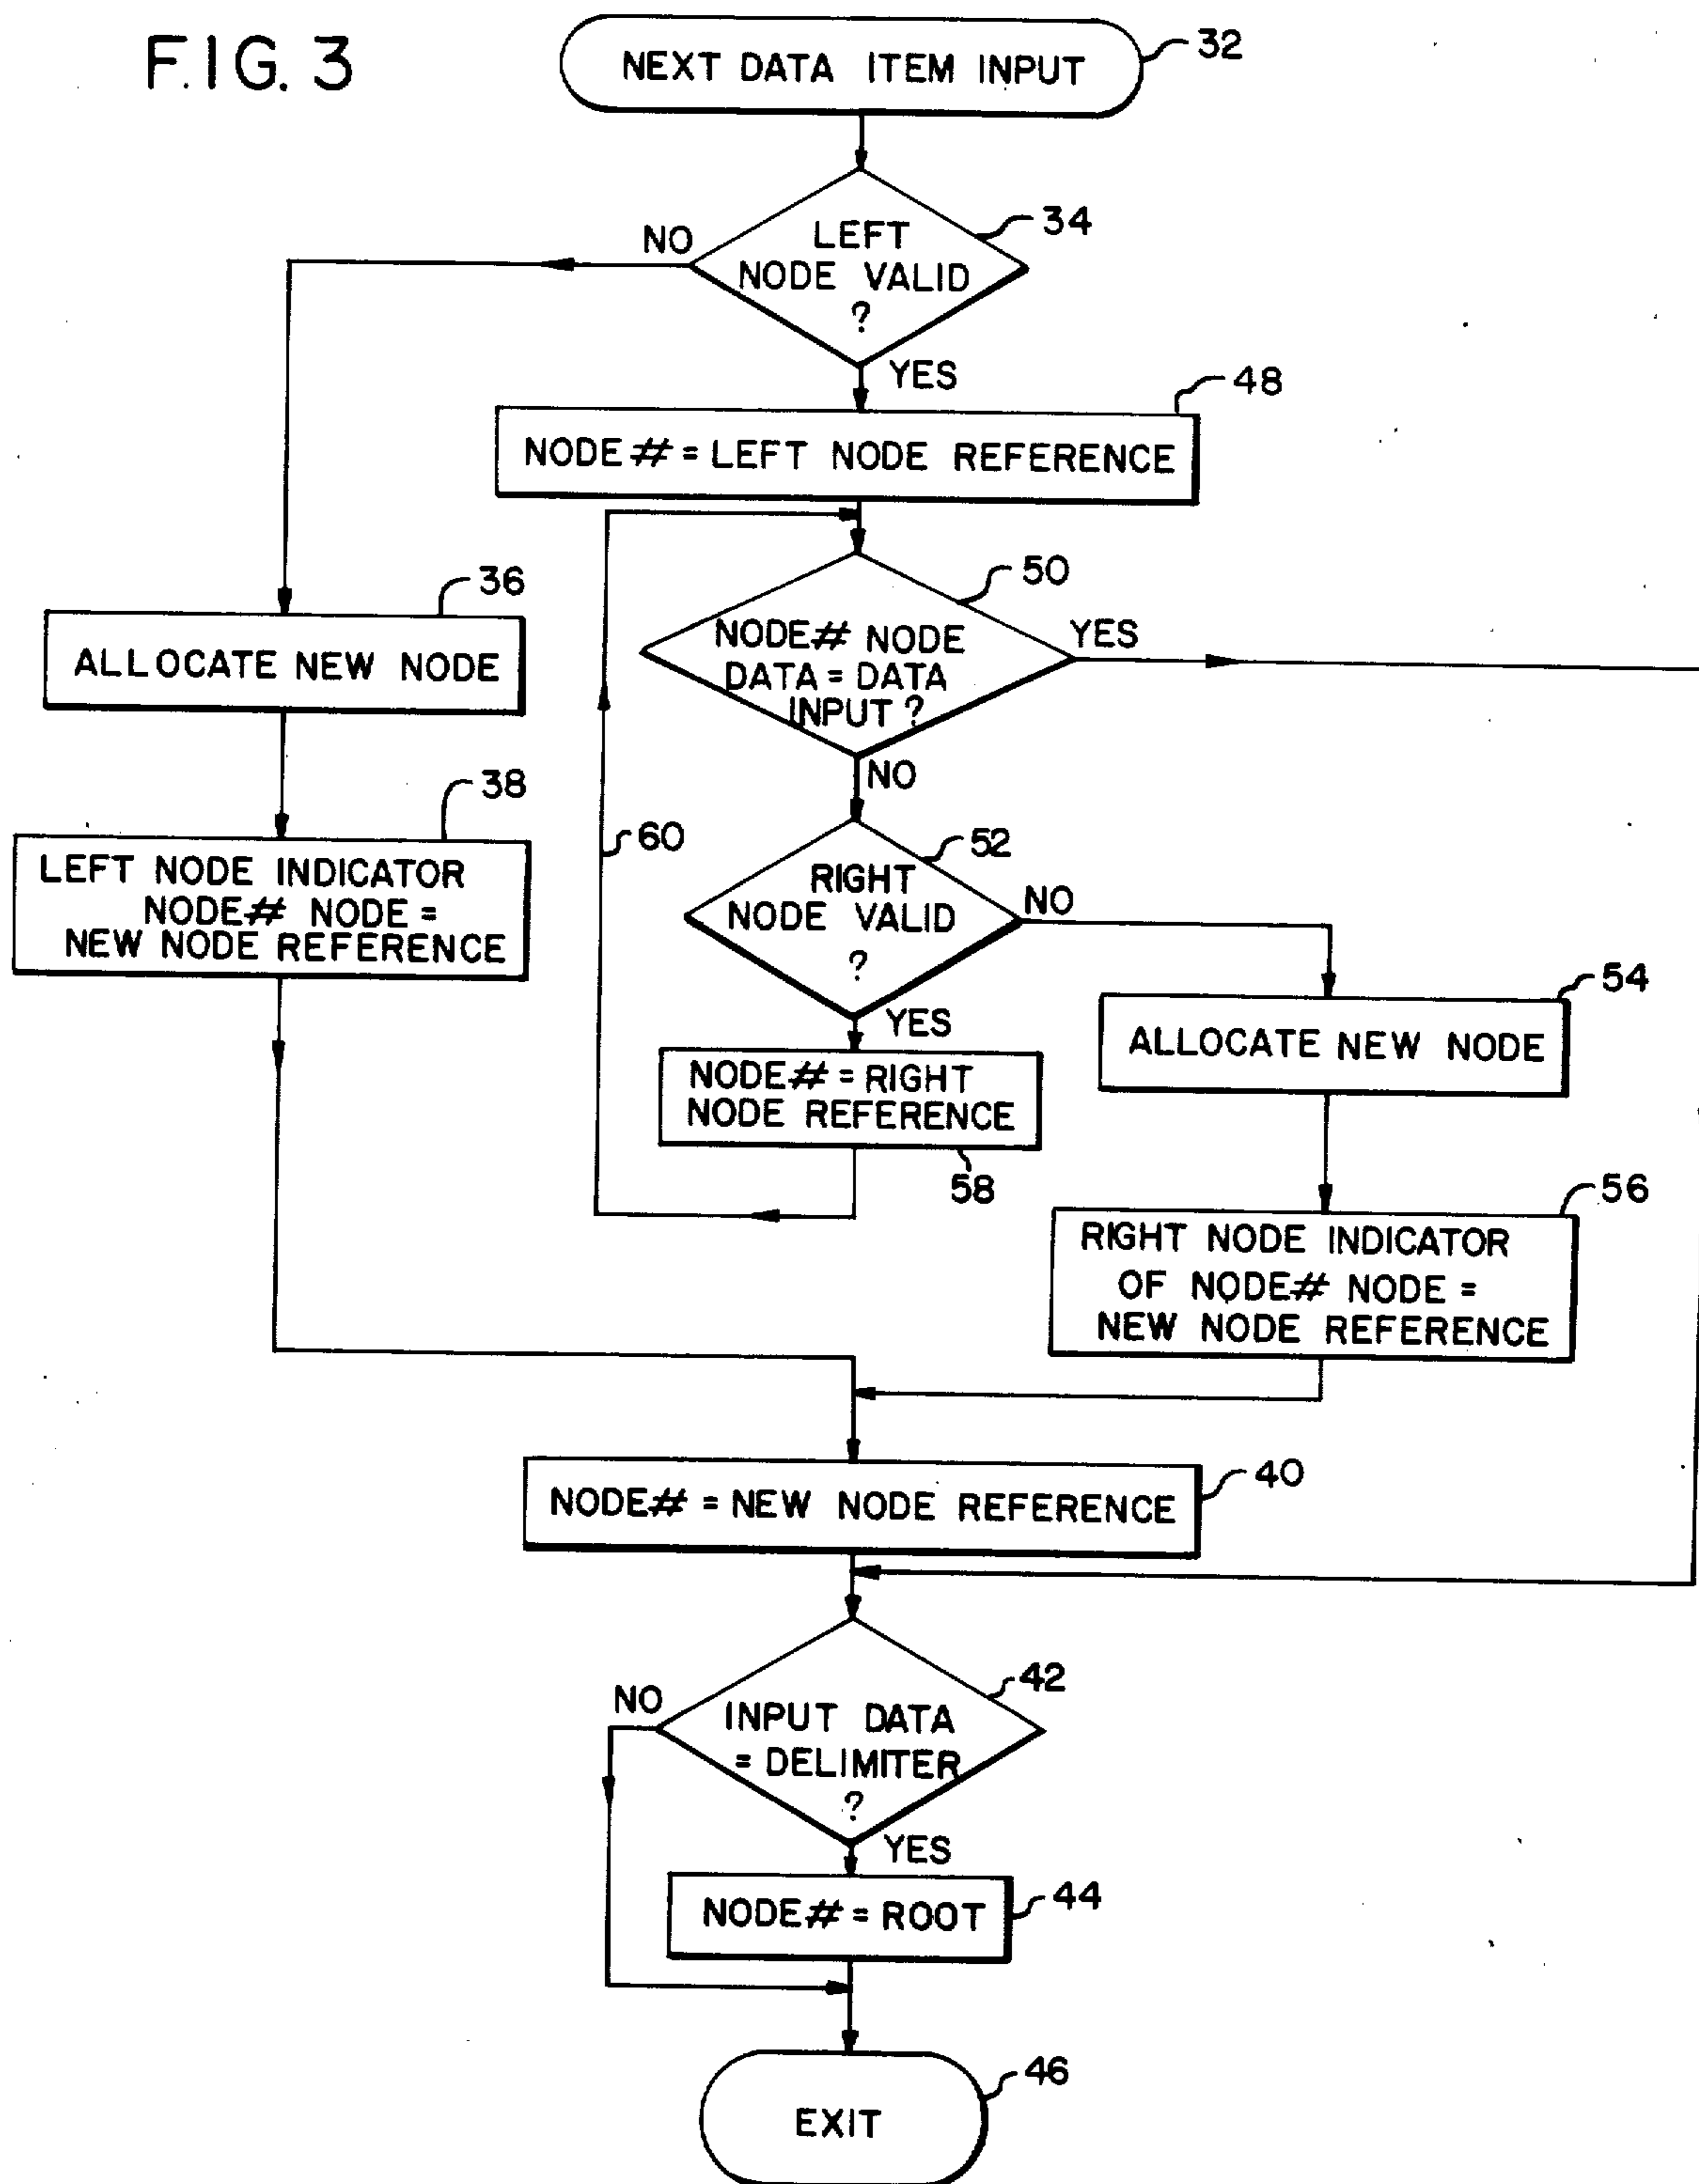 F.IG. 3
NEXT DATA ITEM INPUT
32
LEFT
NODE VALID
?
34
NO
YES
48
NODE# = LEFT NODE REFERENCE
36
ALLOCATE NEW NODE
50
NODE# NODE
DATA = DATA
INPUT ?
YES
NO
38
LEFT NODE INDICATOR
NODE# NODE =
NEW NODE REFERENCE
60
52
RIGHT
NODE VALID
?
NO
YES
54
ALLOCATE NEW NODE
NODE# = RIGHT
NODE REFERENCE
58
56
RIGHT NODE INDICATOR
OF NODE# NODE =
NEW NODE REFERENCE
40
NODE# = NEW NODE REFERENCE
42
NO
INPUT DATA
= DELIMITER
?
YES
NODE# = ROOT
44
46
EXIT